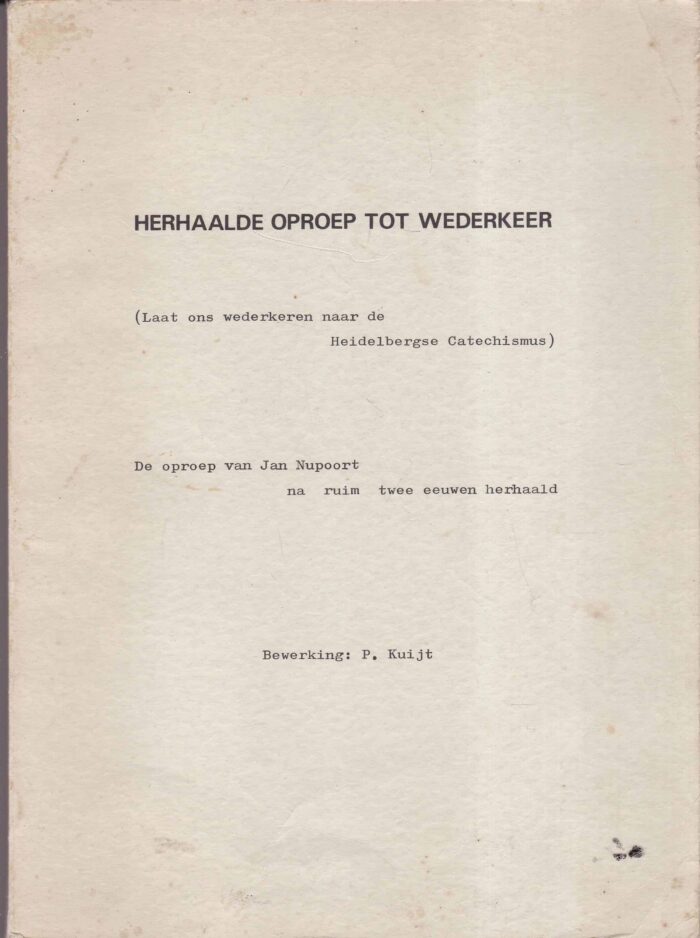 HERHAALDE OPROEP TOT WEDERKEER
(Laat ons wederkeren naar de
Heidelbergse Catechismus)
De oproep van Jan Nupoort
na ruim twee eeuwen herhaald
Bewerking: P. Kuijt